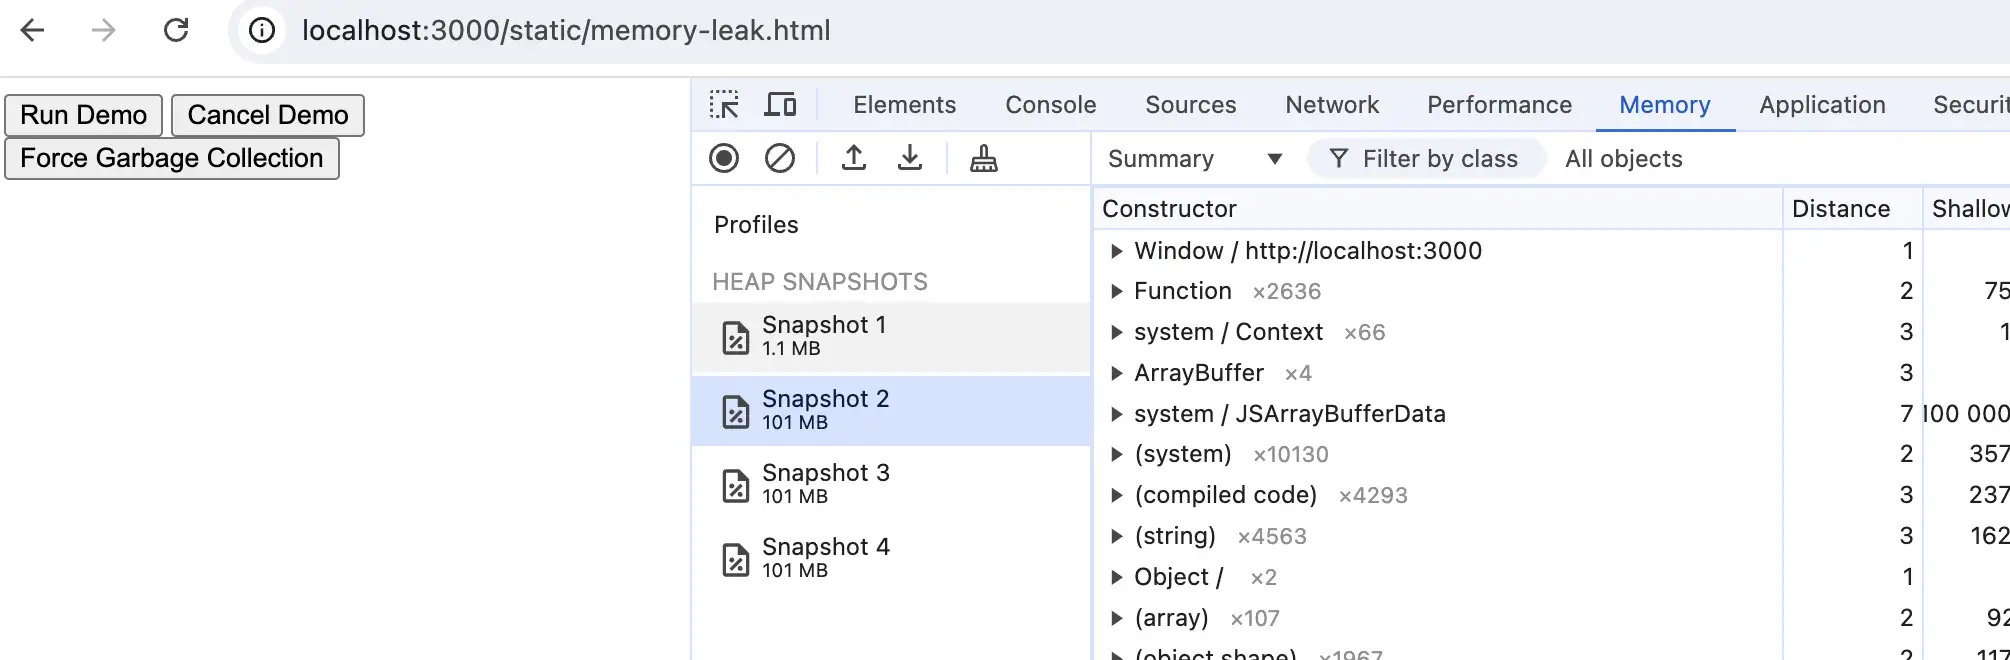 localhost:3000/static/memory-leak.html
Run Demo Cancel Demo
Force Garbage Collection
Elements Console Sources Network Performance Memory Application
Summary Filter by class All objects
Profiles
HEAP SNAPSHOTS
Snapshot 1
1.1 MB
Snapshot 2
101 MB
Snapshot 3
101 MB
Snapshot 4
101 MB
Constructor Distance
Window / http://localhost:3000 1
Function ×2636 2 75
system / Context ×66 3 1
ArrayBuffer ×4 3
system / JSArrayBufferData 7 100 000
(system) ×10130 2 357
(compiled code) ×4293 3 237
(string) ×4563 3 162
Object / ×2 1
(array) ×107 2 92
(object shape) ×1967 2 117